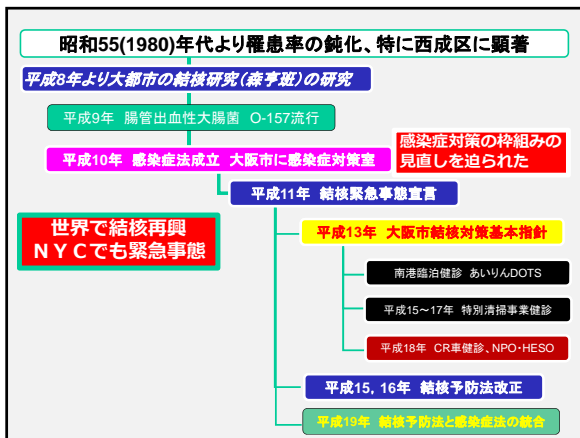 昭和55(1980)年代より罹患率の鈍化、特に西成区に顕著
平成8年より大都市の結核研究(森亨班)の研究
平成9年 腸管出血性大腸菌 O-157流行
平成10年 感染症法成立 大阪市に感染症対策室
感染症対策の枠組みの
見直しを迫られた
平成11年 結核緊急事態宣言
世界で結核再興
NYCでも緊急事態
平成13年 大阪市結核対策基本指針
南港臨泊健診 あいりんDOTS
平成15~17年 特別清掃事業健診
平成18年 CR車健診、NPO・HESO
平成15, 16年 結核予防法改正
平成19年 結核予防法と感染症法の統合